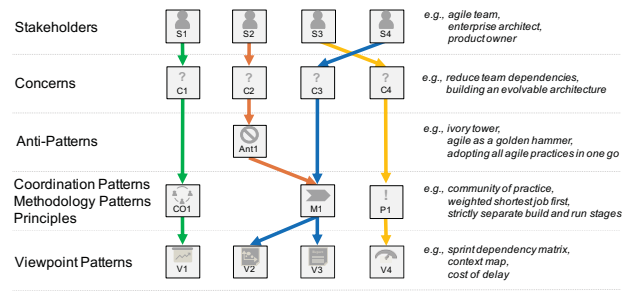 Stakeholders
S1
S2
S3
S4
e.g., agile team,
enterprise architect,
product owner
Concerns
?
C1
?
C2
?
C3
?
C4
e.g., reduce team dependencies,
building an evolvable architecture
Anti-Patterns
Ant1
e.g., ivory tower,
agile as a golden hammer,
adopting all agile practices in one go
Coordination Patterns
Methodology Patterns
Principles
CO1
M1
!
P1
e.g., community of practice,
weighted shortest job first,
strictly separate build and run stages
Viewpoint Patterns
V1
V2
V3
V4
e.g., sprint dependency matrix,
context map,
cost of delay